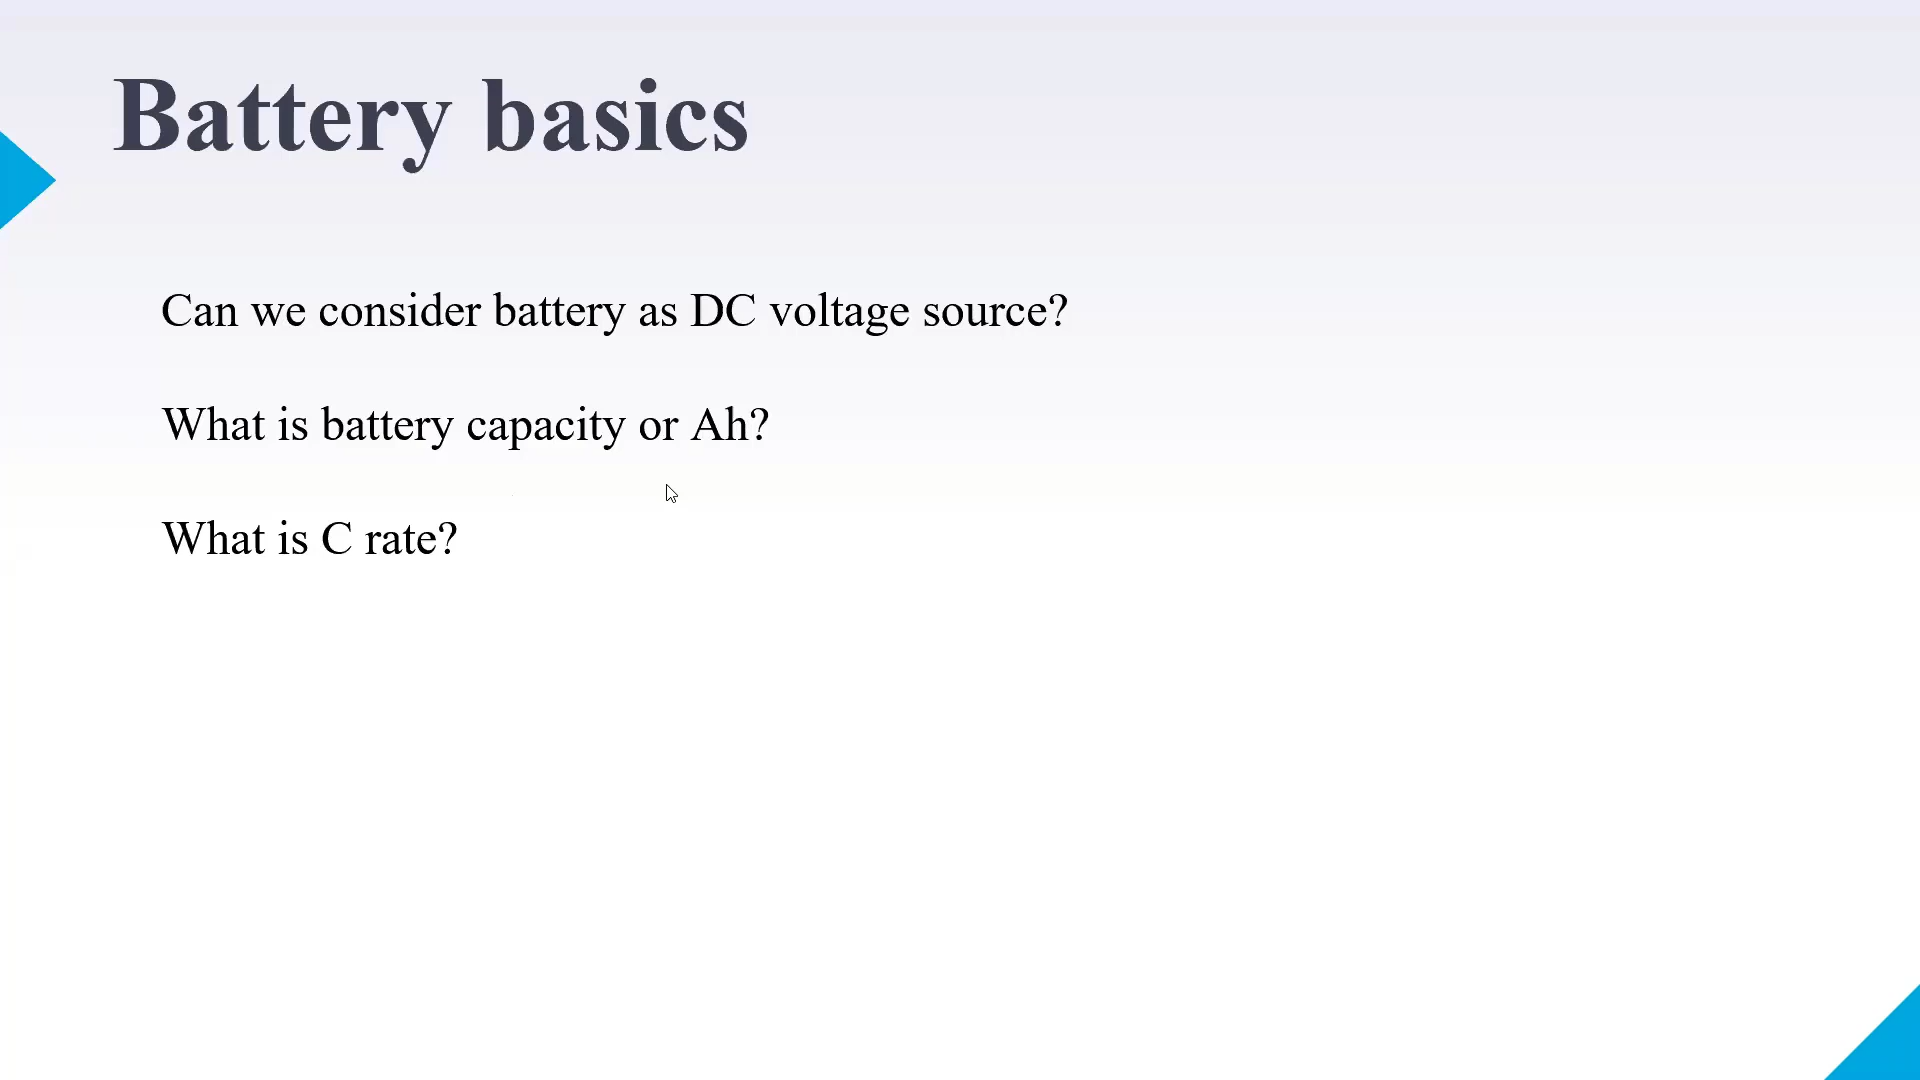 Battery basics
Can we consider battery as DC voltage source?
What is battery capacity or Ah?
What is C rate?